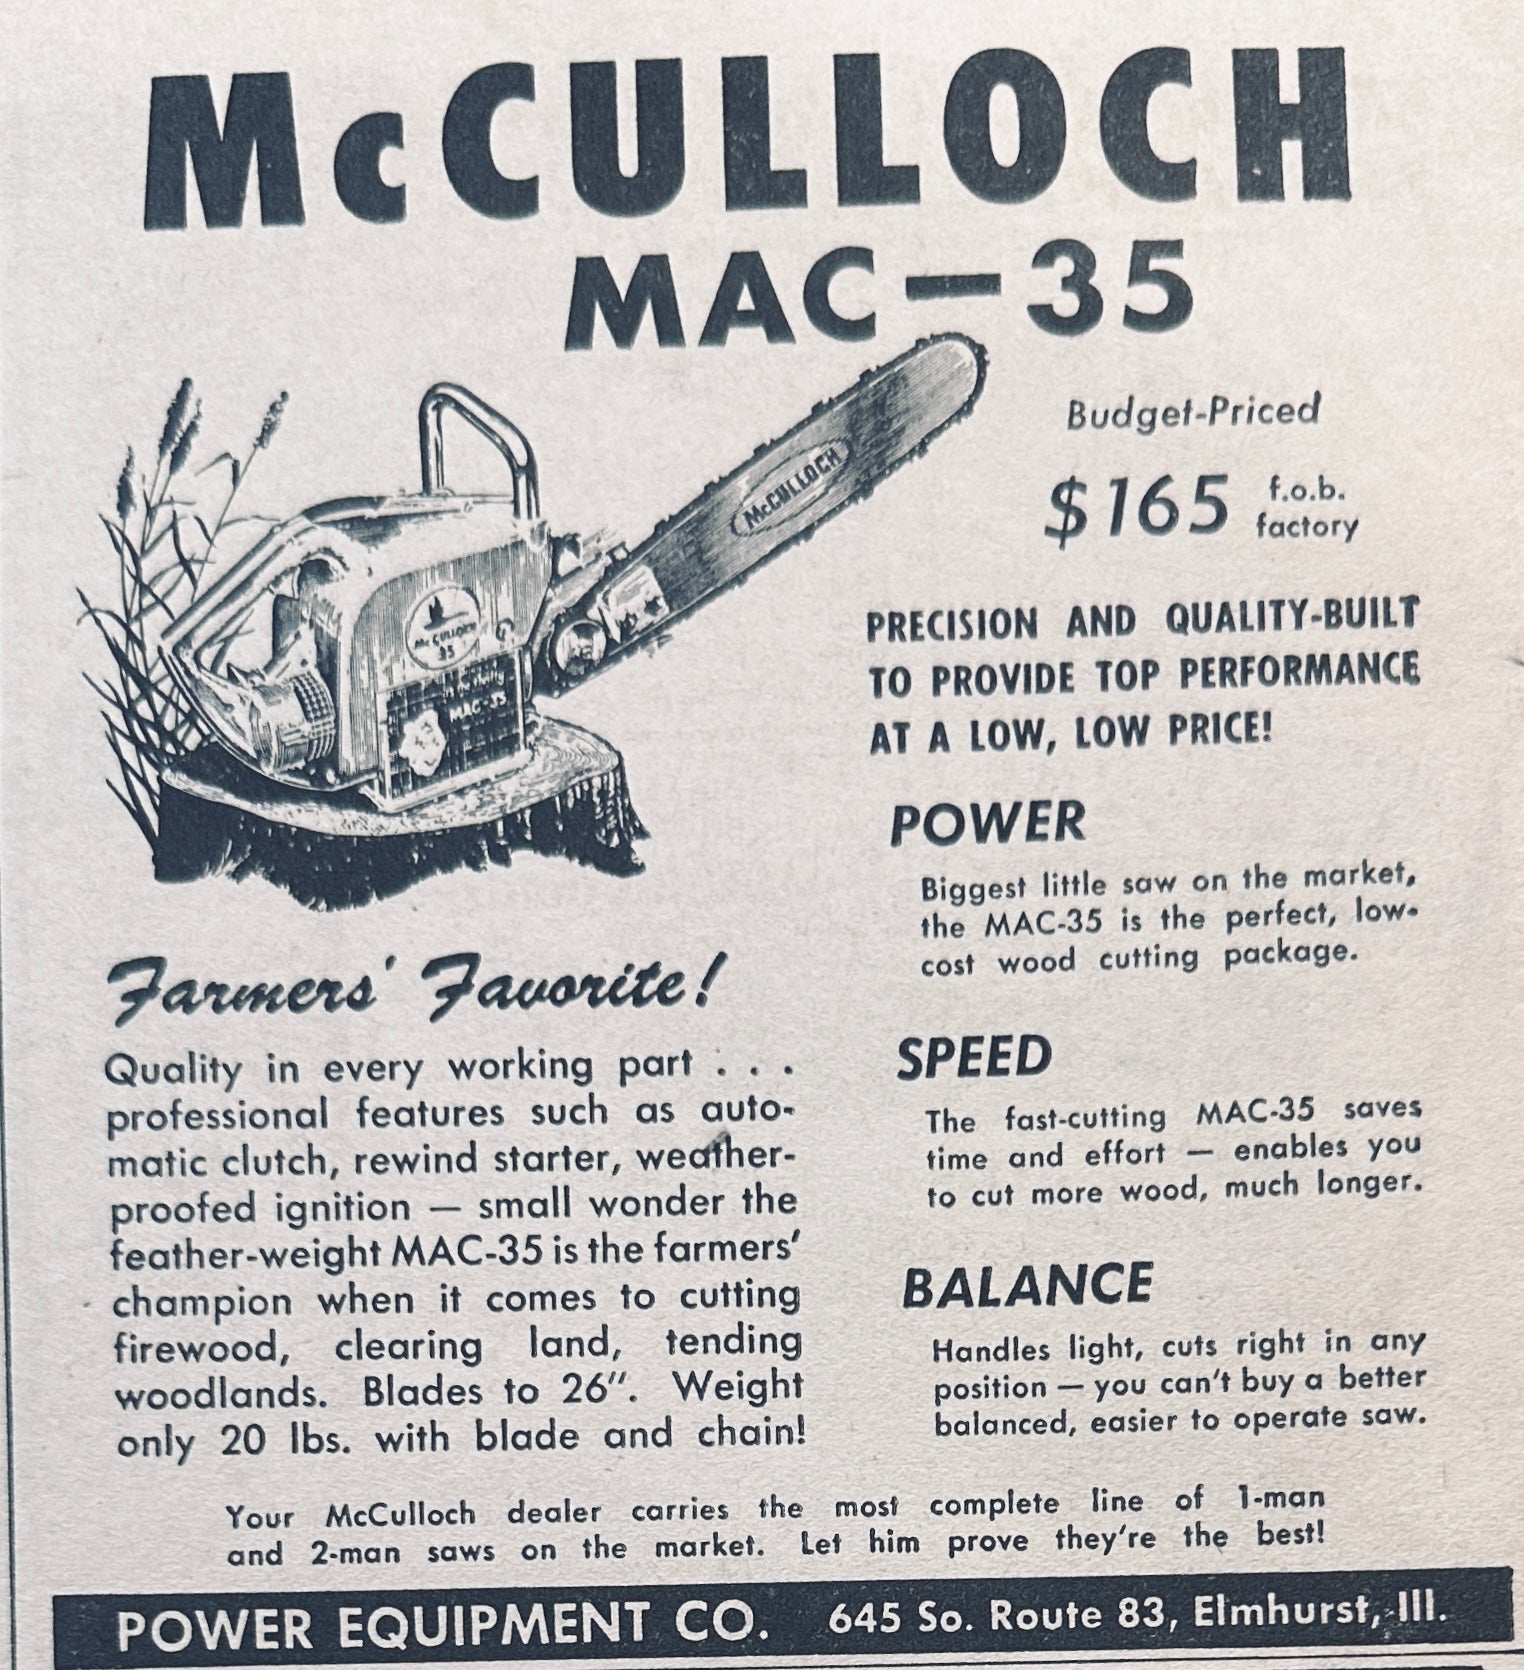 McCULLOCH
MAC—35
McCULLOCH
McCULLOCH
35
MAC-35
Budget-Priced
$165 f.o.b.
factory
PRECISION AND QUALITY-BUILT
TO PROVIDE TOP PERFORMANCE
AT A LOW, LOW PRICE!
POWER
Biggest little saw on the market,
the MAC-35 is the perfect, low-
cost wood cutting package.
SPEED
The fast-cutting MAC-35 saves
time and effort — enables you
to cut more wood, much longer.
BALANCE
Handles light, cuts right in any
position — you can't buy a better
balanced, easier to operate saw.
Farmers' Favorite!
Quality in every working part . . .
professional features such as auto-
matic clutch, rewind starter, weather-
proofed ignition — small wonder the
feather-weight MAC-35 is the farmers'
champion when it comes to cutting
firewood, clearing land, tending
woodlands. Blades to 26". Weight
only 20 lbs. with blade and chain!
Your McCulloch dealer carries the most complete line of 1-man
and 2-man saws on the market. Let him prove they're the best!
POWER EQUIPMENT CO. 645 So. Route 83, Elmhurst, Ill.